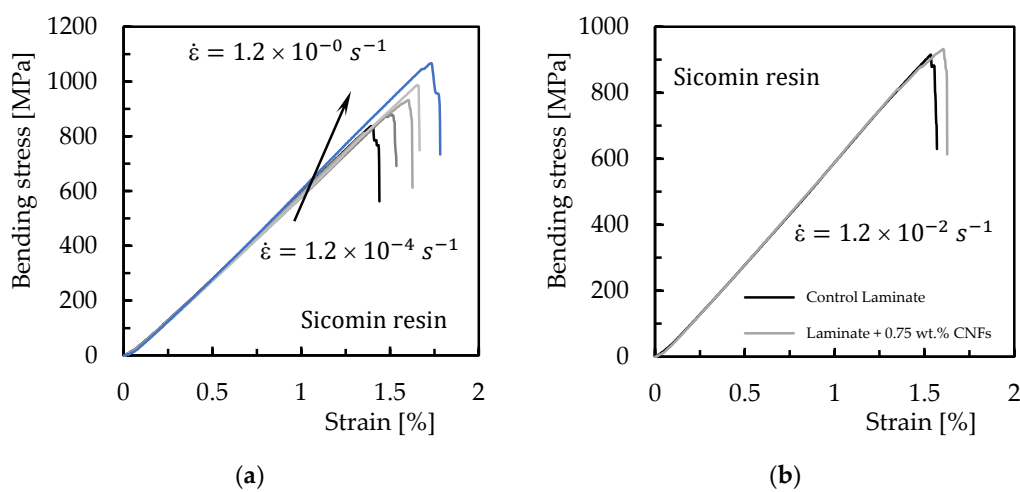 1200
1000
800
600
400
200
0
Bending stress [MPa]
ε̇ = 1.2 × 10⁻⁰ s⁻¹
ε̇ = 1.2 × 10⁻⁴ s⁻¹
Sicomin resin
0 0.5 1 1.5 2
Strain [%]
(a)
1000
800
600
400
200
0
Bending stress [MPa]
Sicomin resin
ε̇ = 1.2 × 10⁻² s⁻¹
Control Laminate
Laminate + 0.75 wt.% CNFs
0 0.5 1 1.5 2
Strain [%]
(b)